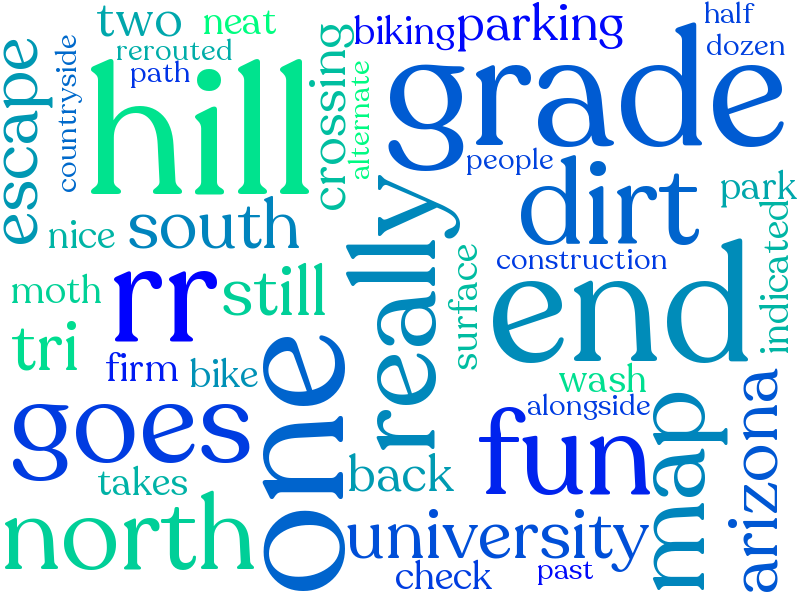 two
neat
biking
parking
half
dozen
rerouted
path
escape
countryside
hill
crossing
alternate
grade
people
dirt
park
nice
south
really
construction
indicated
moth
rr
still
surface
end
tri
firm
bike
one
wash
alongside
goes
fun
map
arizona
takes
back
north
university
check
past